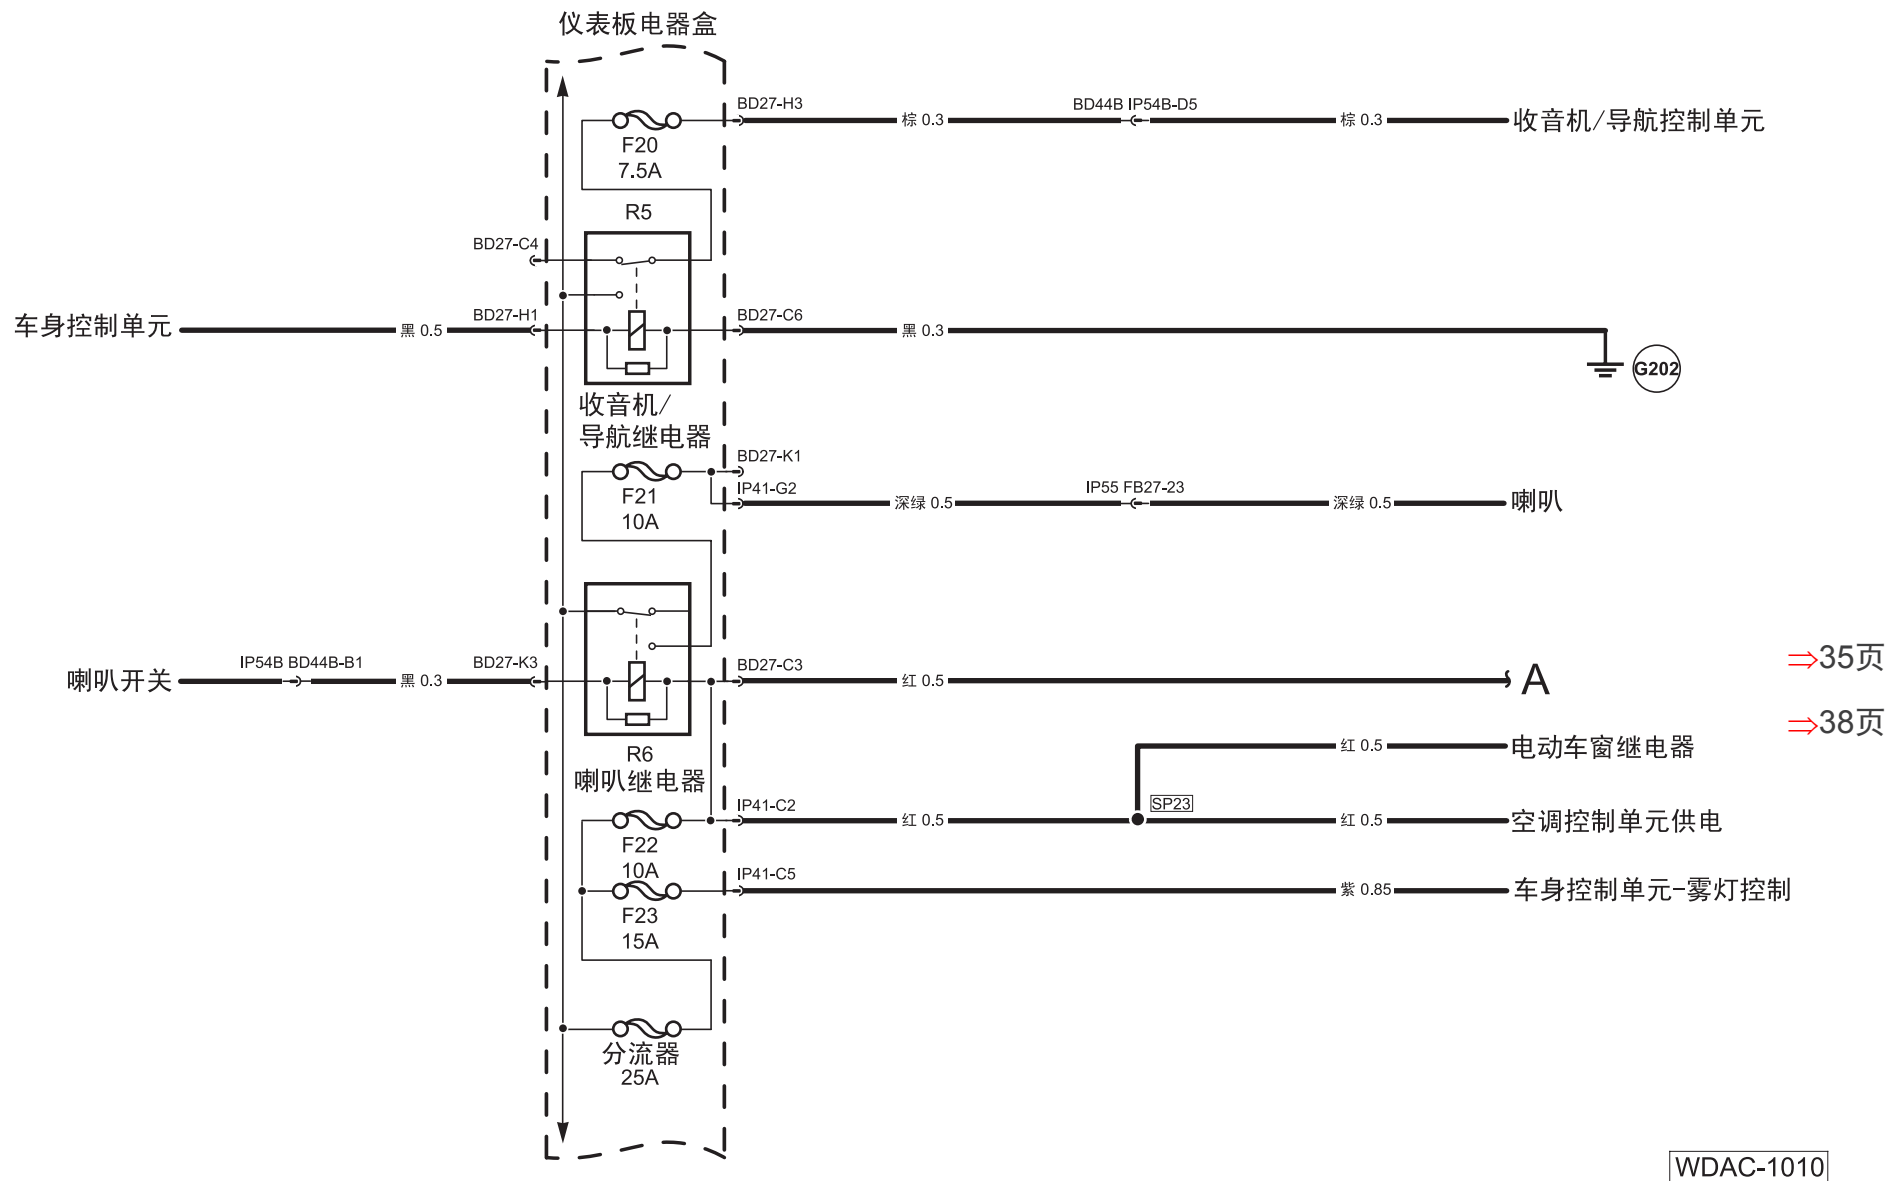 仪表板电器盒
BD27-H3
棕 0.3
BD44B IP54B-D5
棕 0.3
收音机/导航控制单元
F20
7.5A
R5
BD27-C4
车身控制单元
黑 0.5
BD27-H1
BD27-C6
黑 0.3
G202
收音机/
导航继电器
BD27-K1
F21
10A
IP41-G2
深绿 0.5
IP55 FB27-23
深绿 0.5
喇叭
喇叭开关
IP54B BD44B-B1
黑 0.3
BD27-K3
BD27-C3
红 0.5
A
⇒35页
⇒38页
R6
喇叭继电器
红 0.5
电动车窗继电器
IP41-C2
红 0.5
SP23
红 0.5
空调控制单元供电
F22
10A
IP41-C5
紫 0.85
车身控制单元-雾灯控制
F23
15A
分流器
25A
WDAC-1010